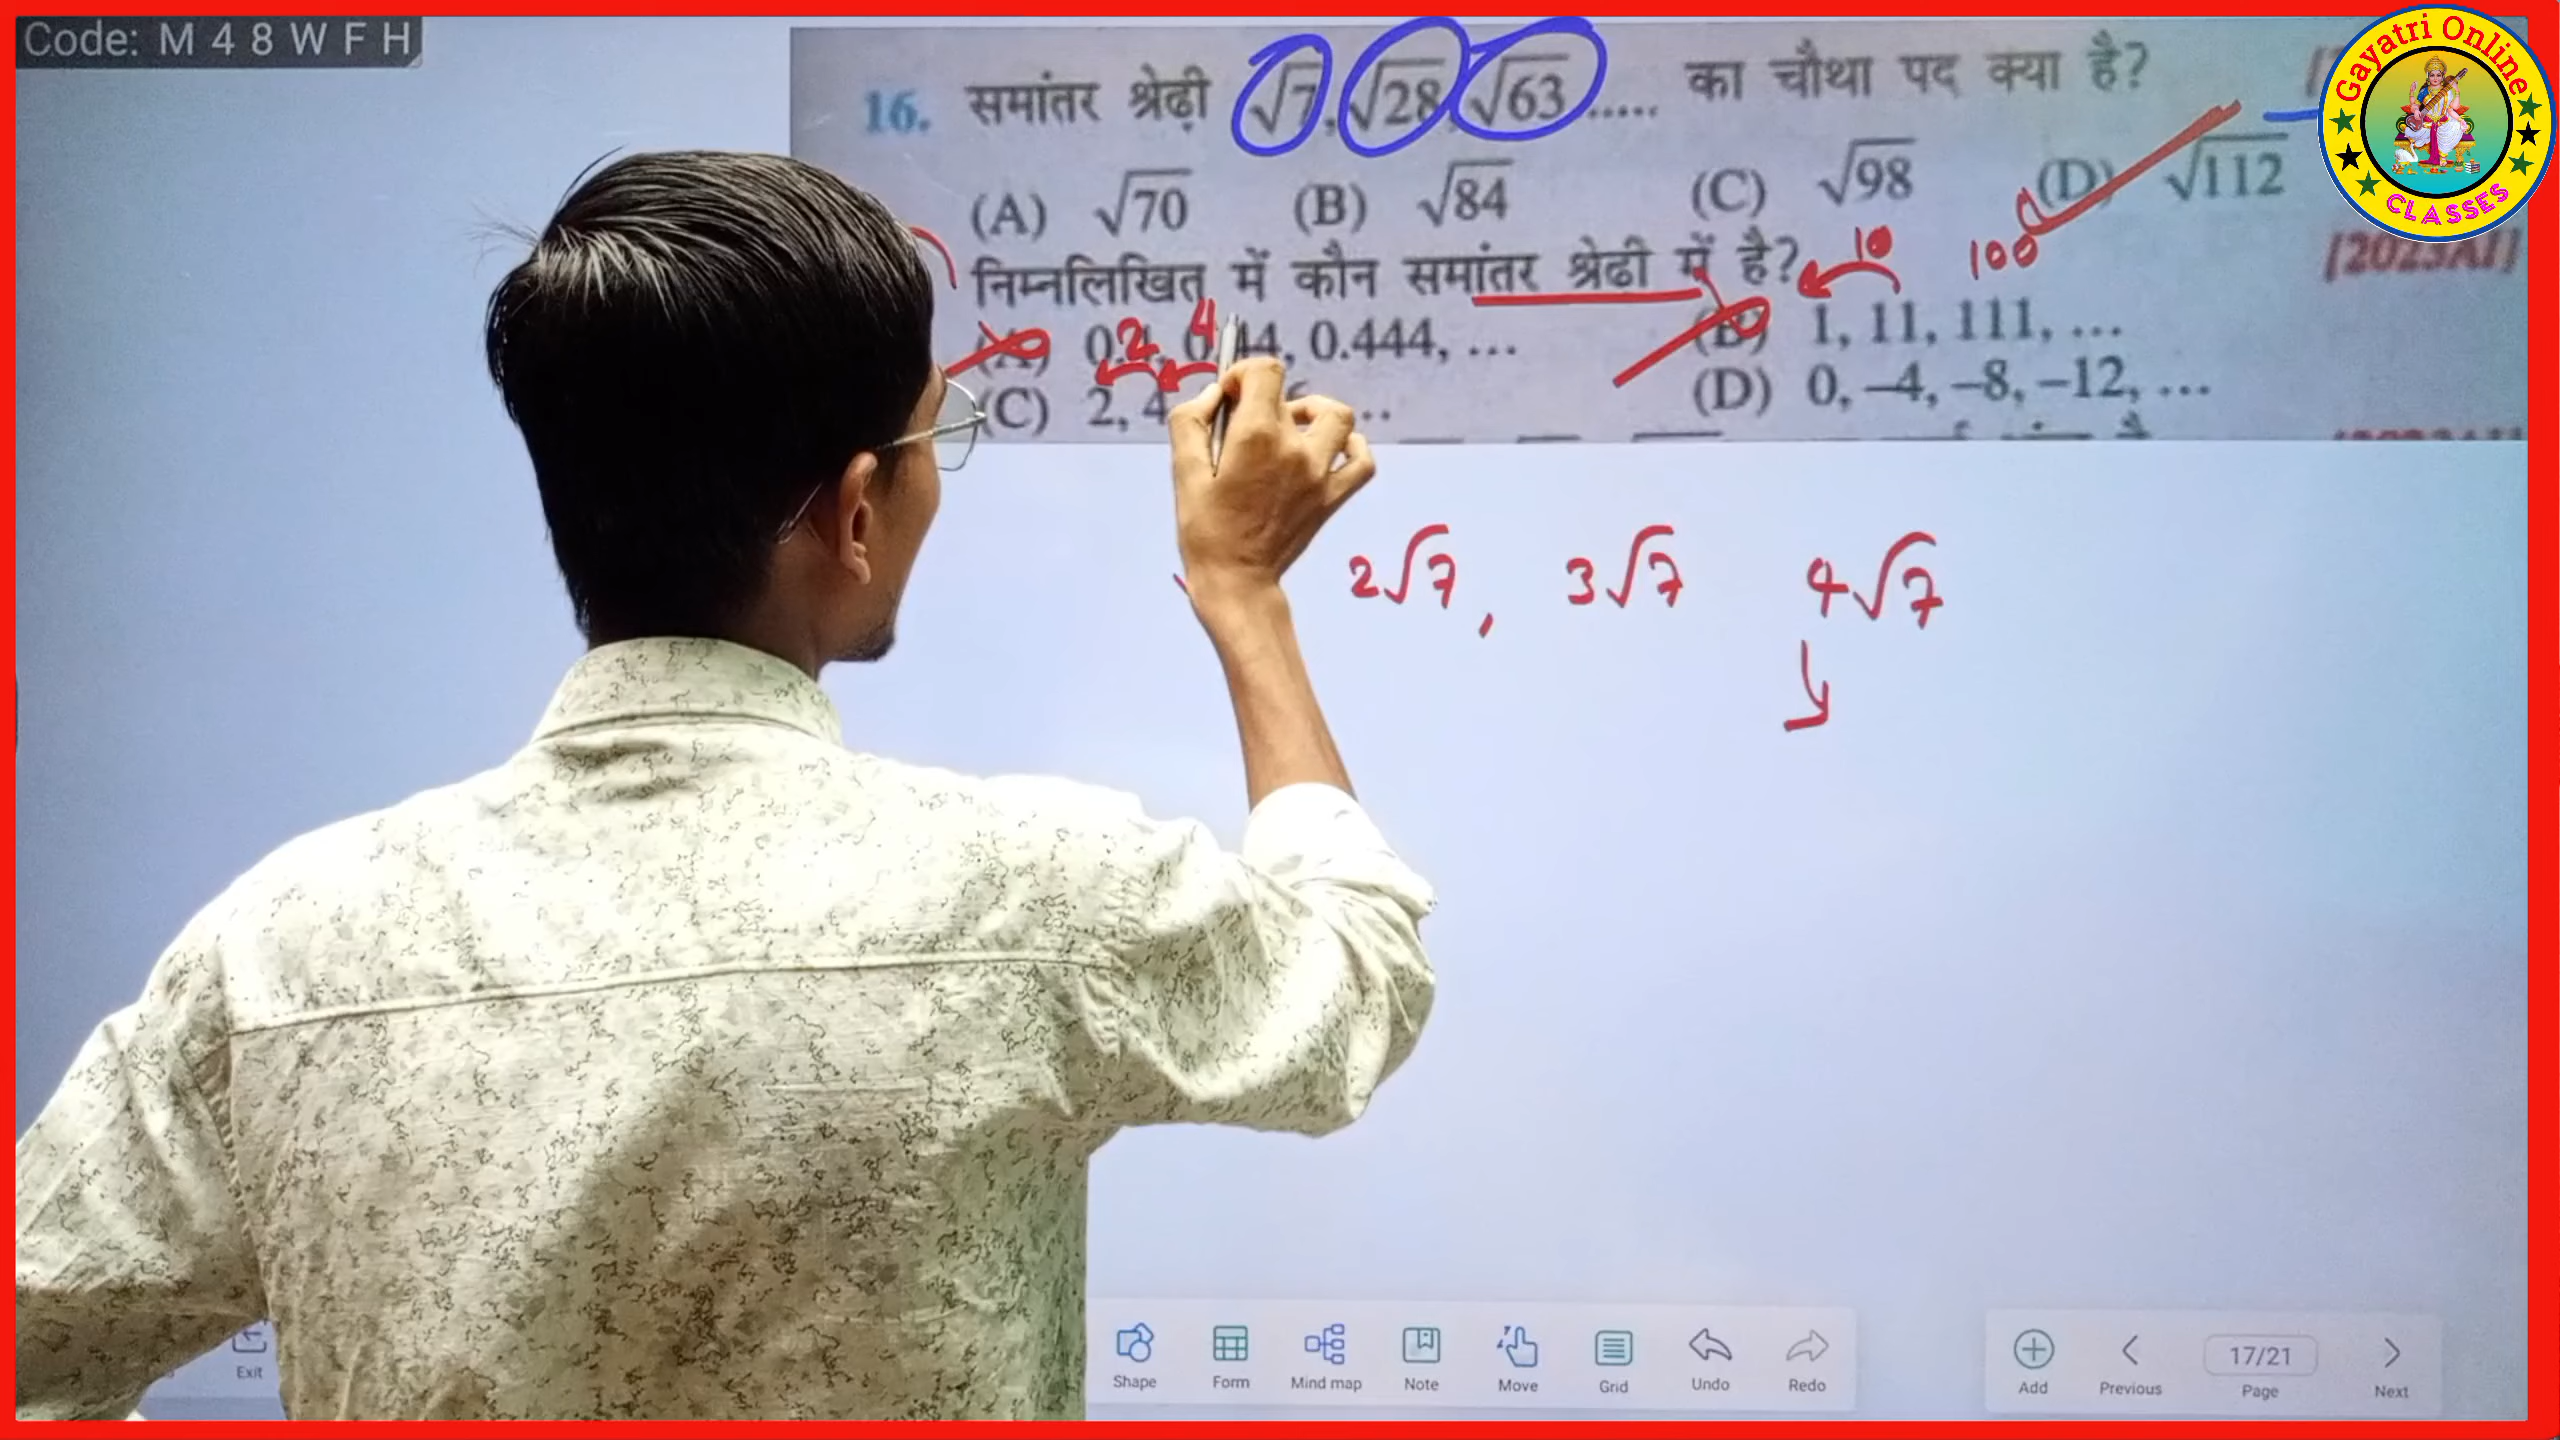 Code: M 4 8 W F H
Gayatri Online
CLASSES
16. समांतर श्रेढ़ी √7, √28, √63..... का चौथा पद क्या है?
(A) √70 (B) √84 (C) √98 (D) √112
निम्नलिखित में कौन समांतर श्रेढी में है?
10
100
[2023AI]
2 4
(A) 0.4, 0.44, 0.444, ... (B) 1, 11, 111, ...
(C) 2, 4 ... (D) 0, –4, –8, –12, ...
2√7, 3√7 4√7
Exit Shape Form Mind map Note Move Grid Undo Redo Add Previous 17/21 Page Next